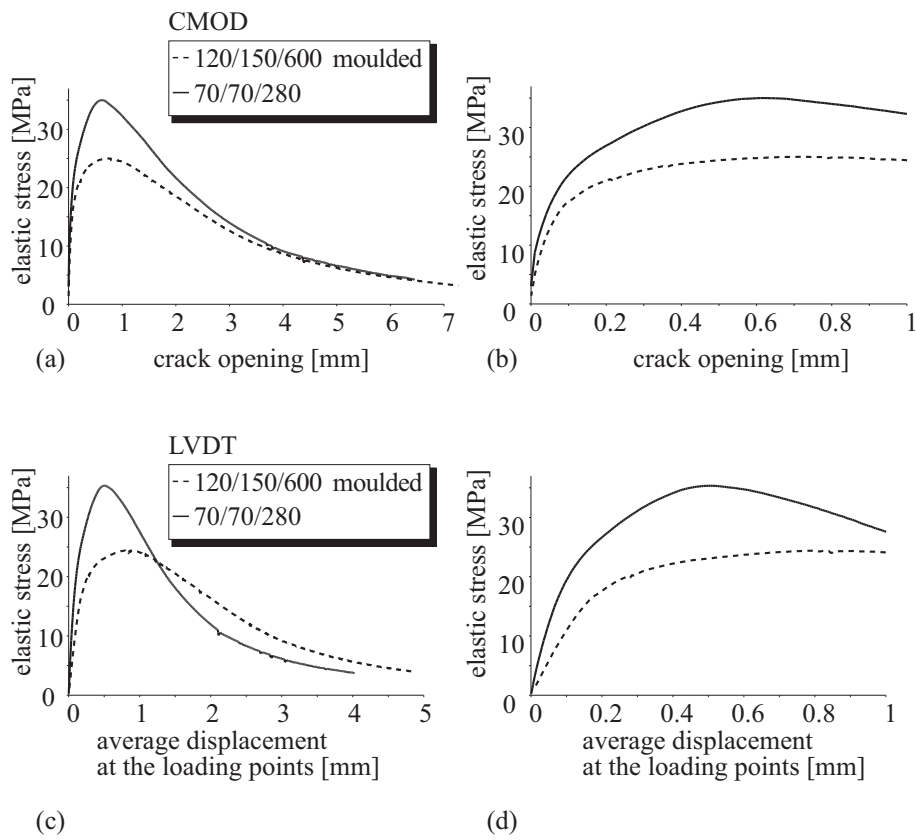 CMOD
120/150/600 moulded
70/70/280
elastic stress [MPa]
30
20
10
0
0 1 2 3 4 5 6 7
(a) crack opening [mm]
elastic stress [MPa]
30
20
10
0
0 0.2 0.4 0.6 0.8 1
(b) crack opening [mm]
LVDT
120/150/600 moulded
70/70/280
elastic stress [MPa]
30
20
10
0
0 1 2 3 4 5
average displacement
at the loading points [mm]
(c)
elastic stress [MPa]
30
20
10
0
0 0.2 0.4 0.6 0.8 1
average displacement
at the loading points [mm]
(d)